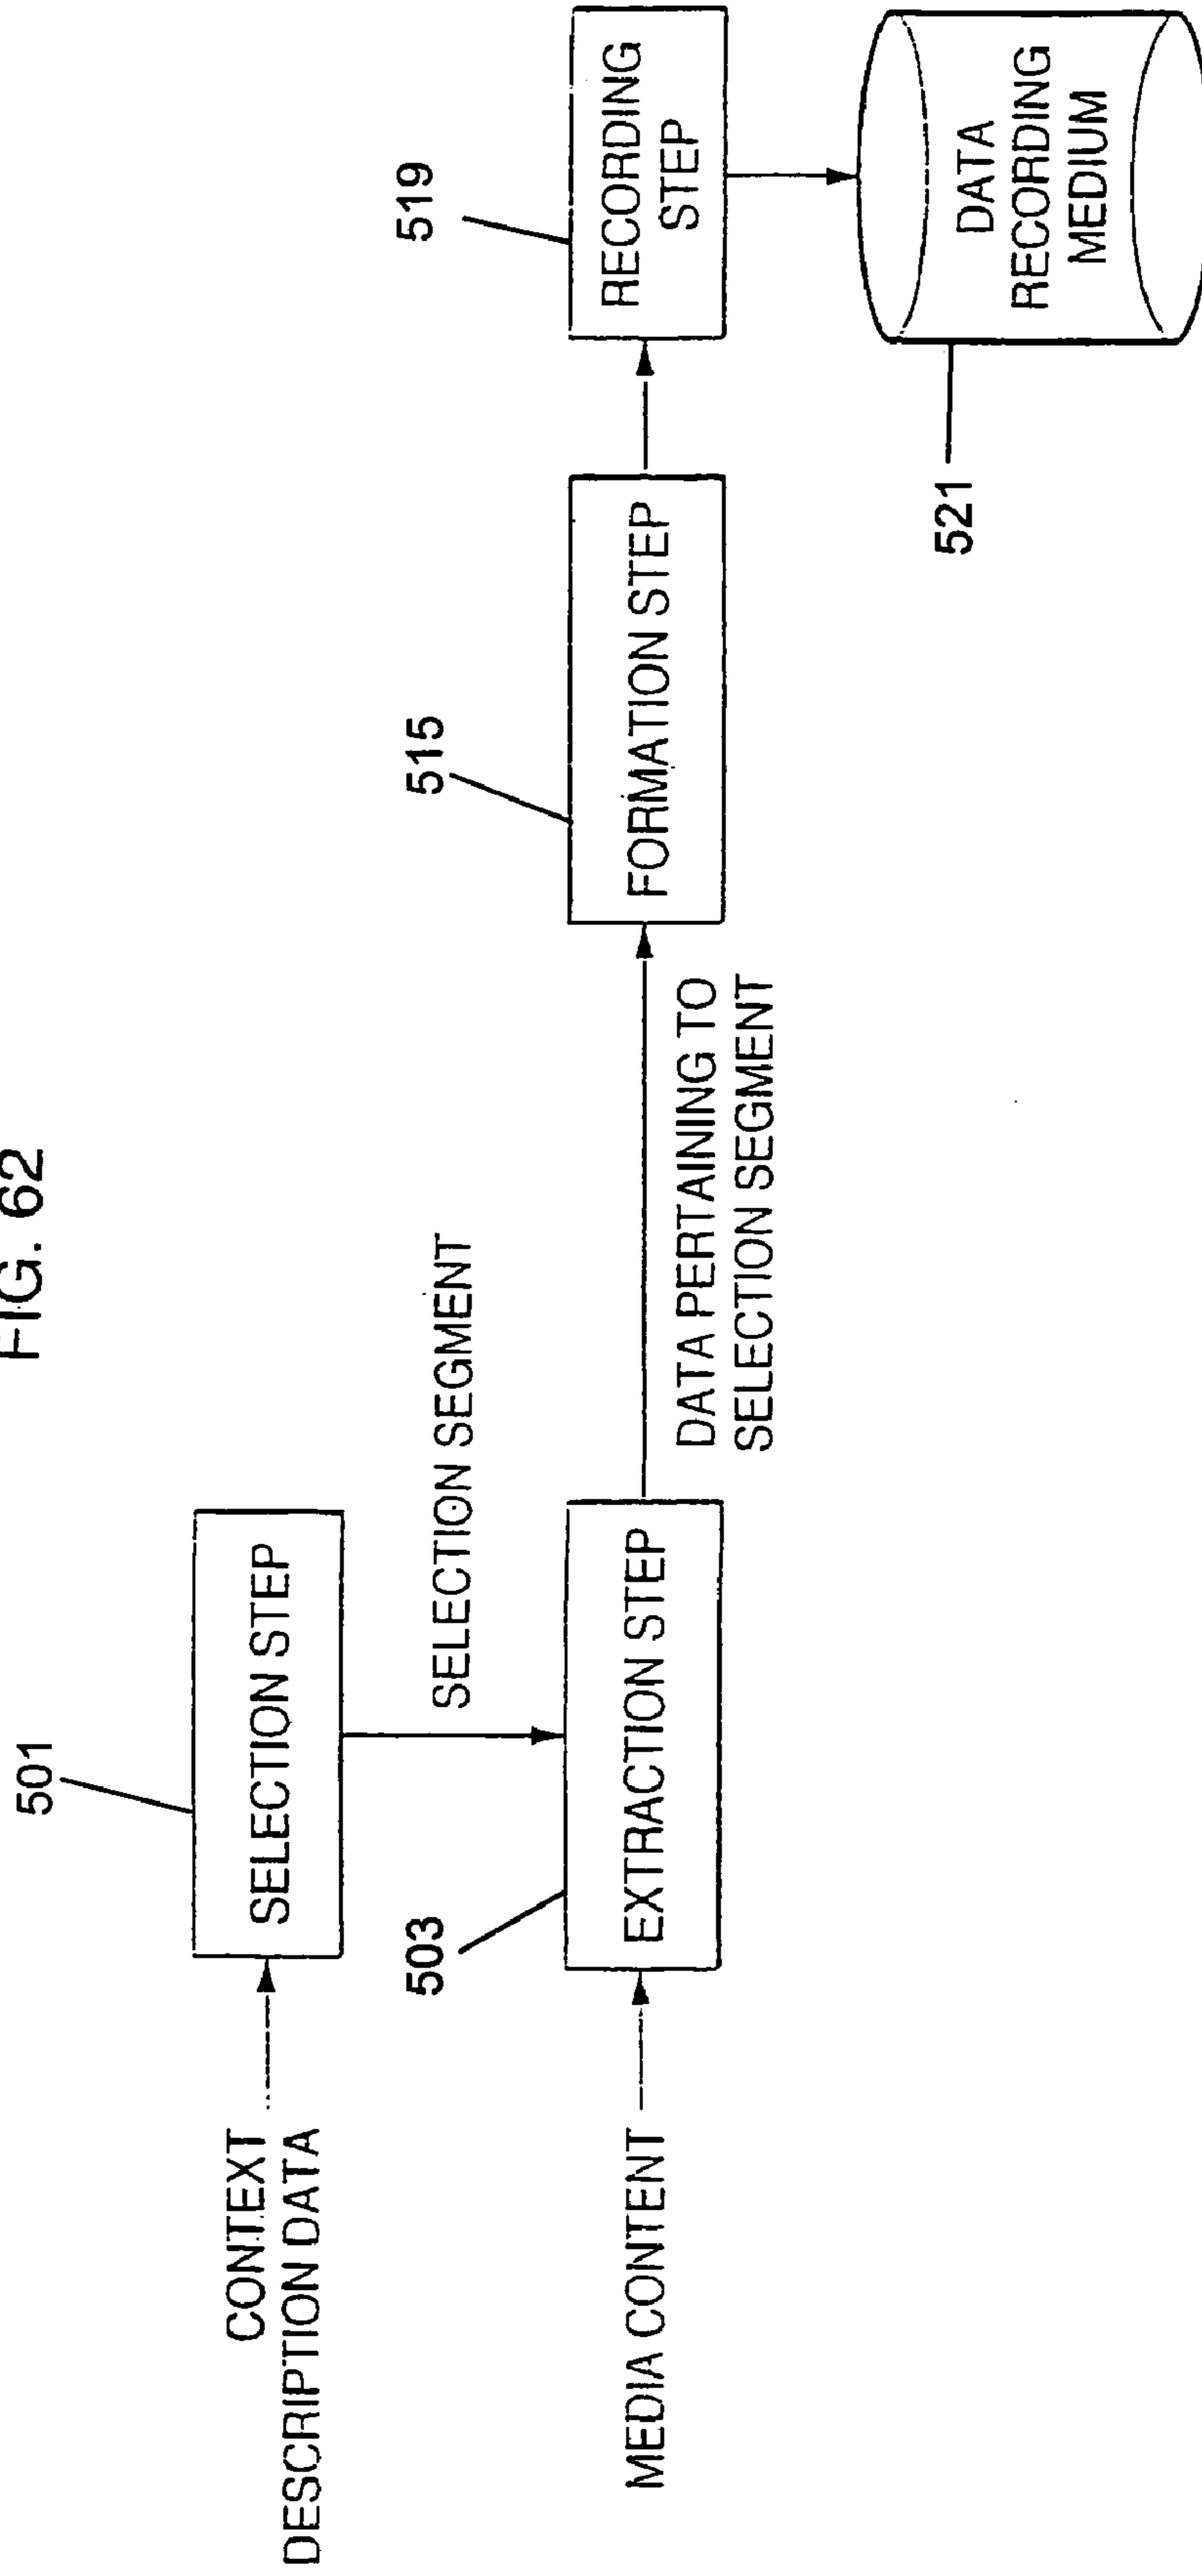 FIG. 62
501
SELECTION STEP
CONTEXT
DESCRIPTION DATA
SELECTION SEGMENT
503
EXTRACTION STEP
MEDIA CONTENT
DATA PERTAINING TO
SELECTION SEGMENT
515
FORMATION STEP
519
RECORDING
STEP
521
DATA
RECORDING
MEDIUM